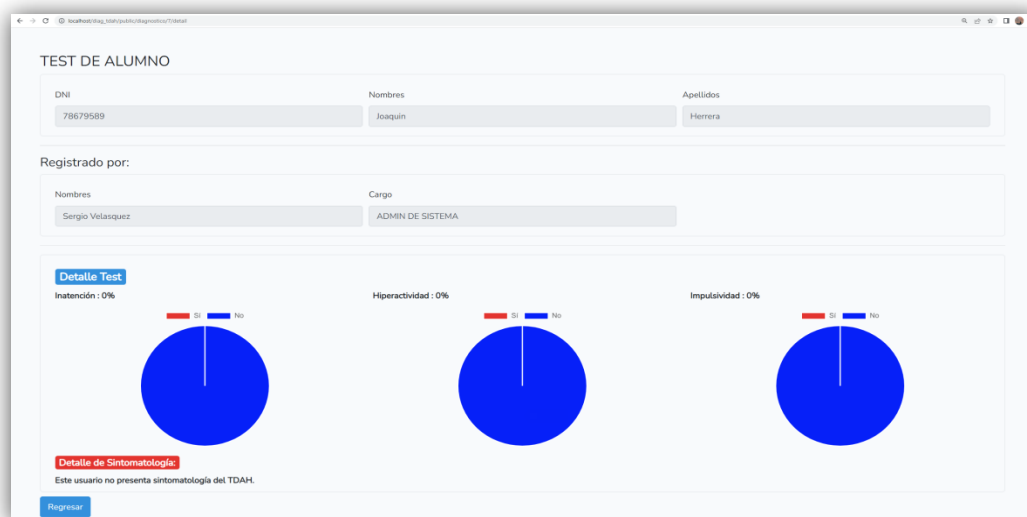 localhost/diag_tdah/public/diagnostico/7/detail
TEST DE ALUMNO
DNI Nombres Apellidos
78679589 Joaquin Herrera
Registrado por:
Nombres Cargo
Sergio Velasquez ADMIN DE SISTEMA
Detalle Test
Inatención : 0% Hiperactividad : 0% Impulsividad : 0%
Si No Si No Si No
Detalle de Sintomatología:
Este usuario no presenta sintomatología del TDAH.
Regresar